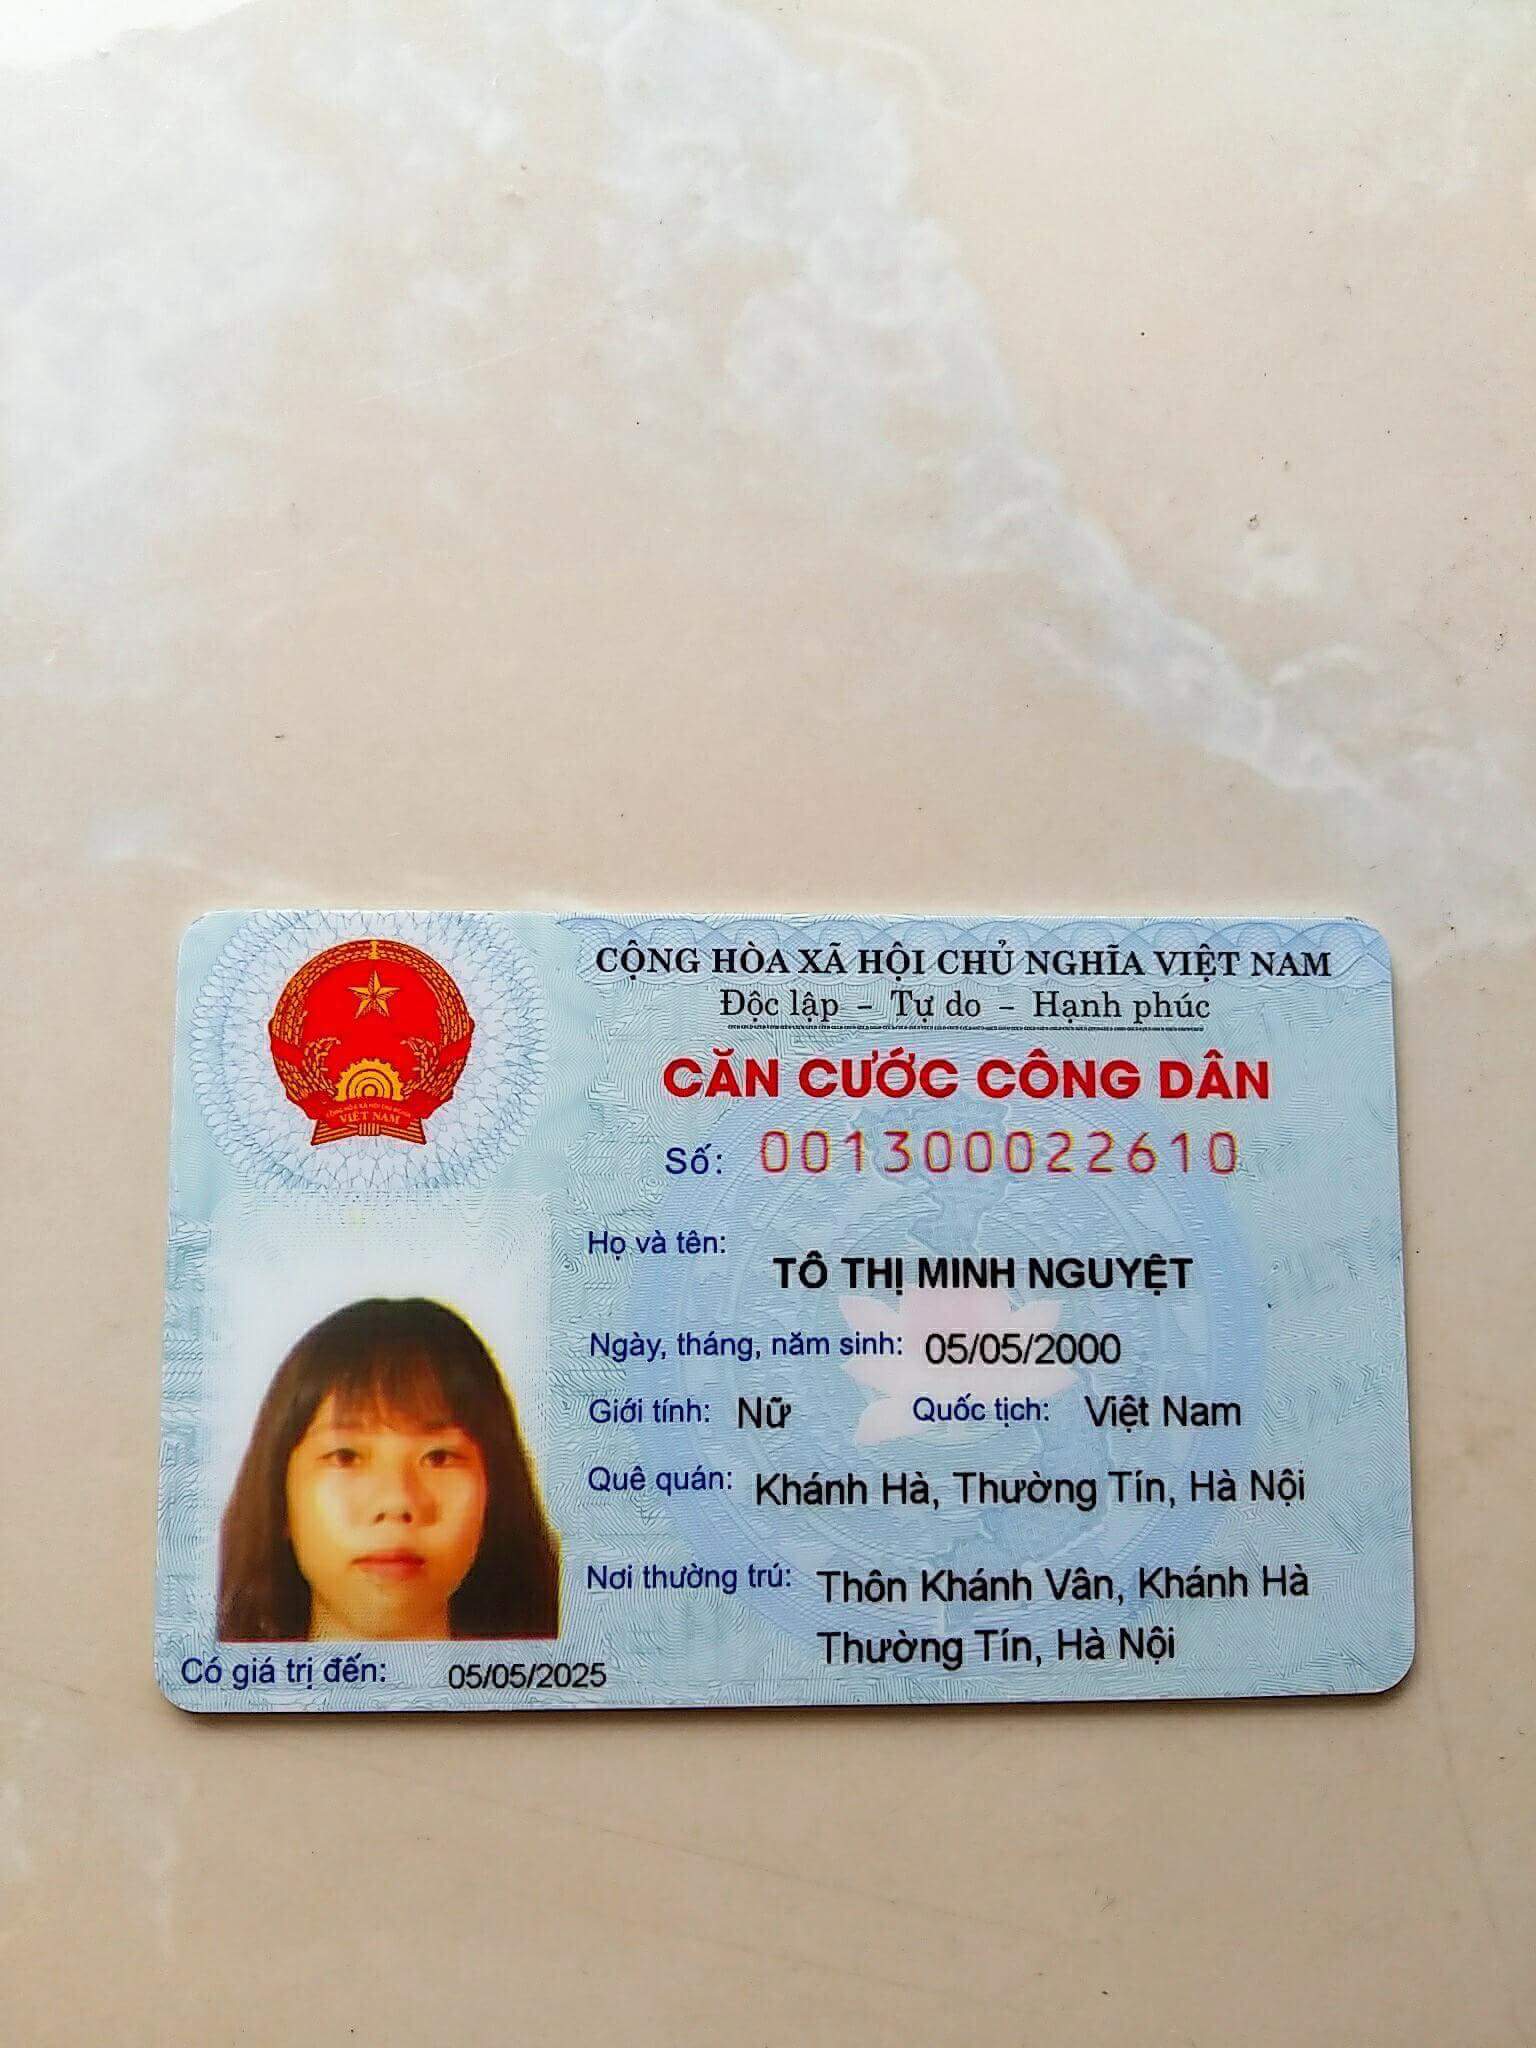 CỘNG HÒA XÃ HỘI CHỦ NGHĨA VIỆT NAM
Độc lập – Tự do – Hạnh phúc
CĂN CƯỚC CÔNG DÂN
Số: 001300022610
Họ và tên: TÔ THỊ MINH NGUYỆT
Ngày, tháng, năm sinh: 05/05/2000
Giới tính: Nữ Quốc tịch: Việt Nam
Quê quán: Khánh Hà, Thường Tín, Hà Nội
Nơi thường trú: Thôn Khánh Vân, Khánh Hà
Thường Tín, Hà Nội
CỘNG HÒA XÃ HỘI CHỦ NGHĨA
VIỆT NAM
Có giá trị đến: 05/05/2025